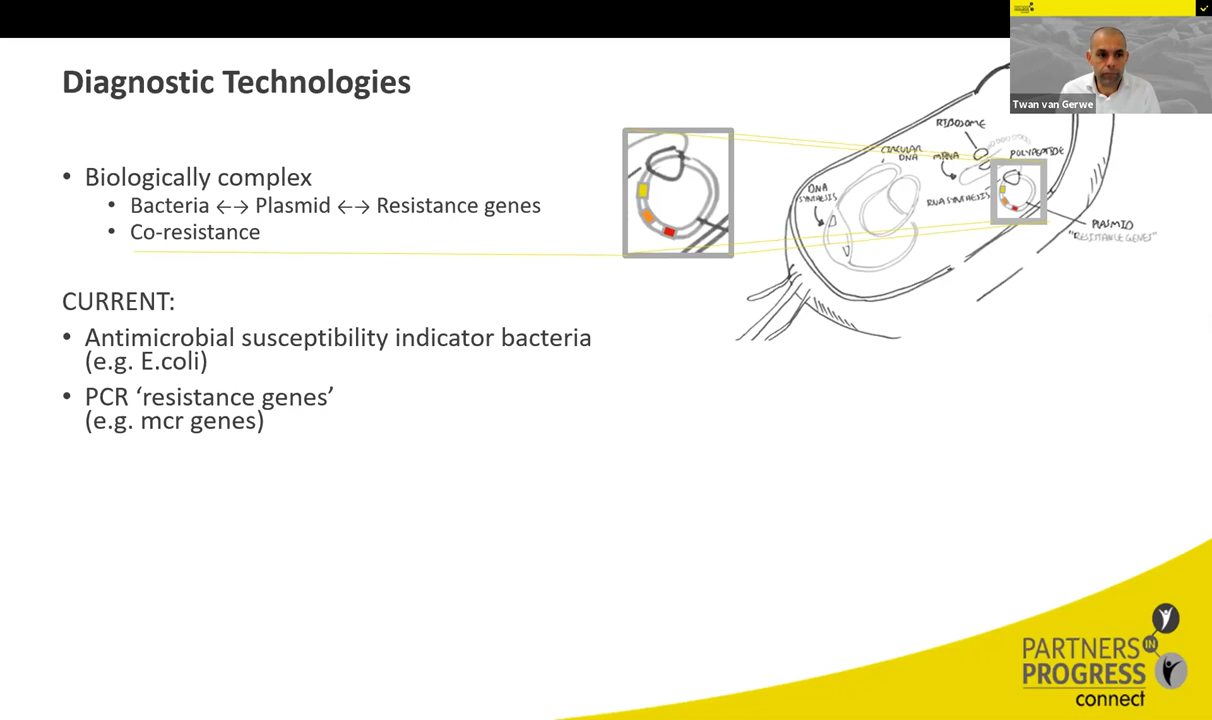 Diagnostic Technologies
• Biologically complex
• Bacteria ←→ Plasmid ←→ Resistance genes
• Co-resistance
CURRENT:
• Antimicrobial susceptibility indicator bacteria
(e.g. E.coli)
• PCR ‘resistance genes’
(e.g. mcr genes)
RIBOSOME
CIRCULAR
DNA
mRNA
POLYPEPTIDE
DNA
SYNTHESIS
RNA SYNTHESIS
PLASMID
"RESISTANCE GENES"
Twan van Gerwe
PARTNERS IN
PROGRESS
connect